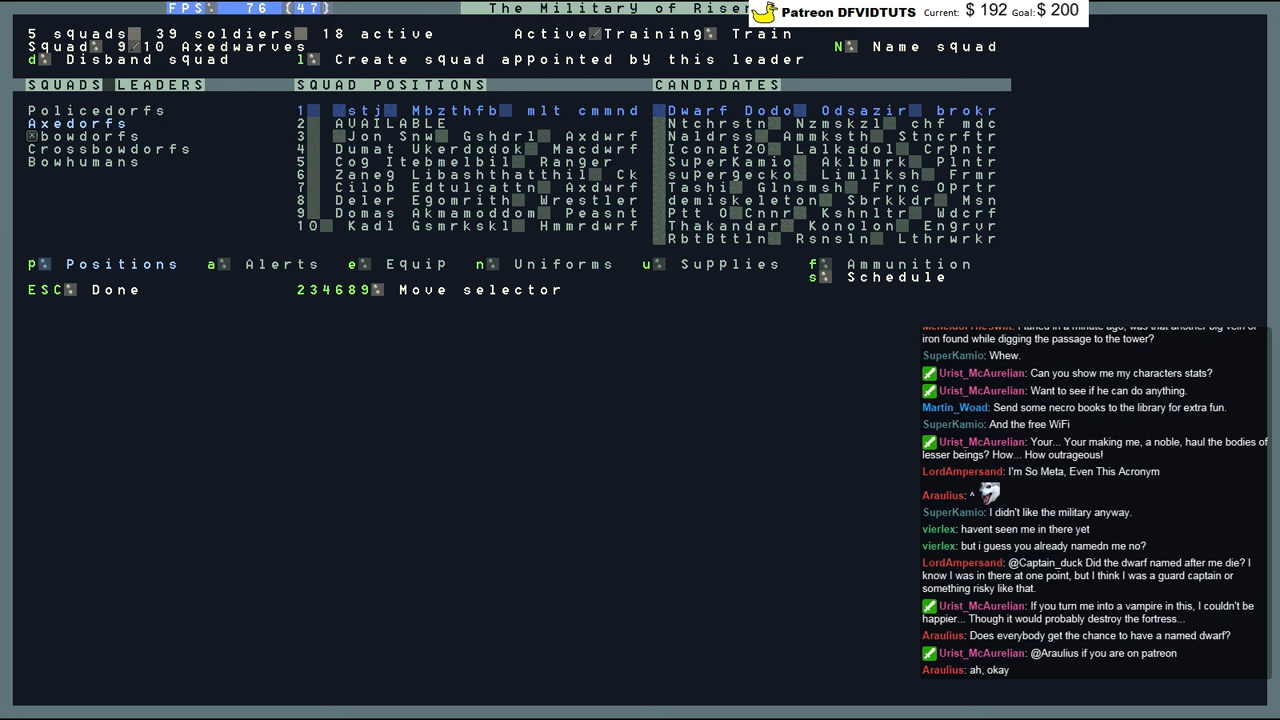 FPS: 76 (47)
The Military of Riser
Patreon DFVIDTUTS Current: $ 192 Goal: $ 200
5 squads 39 soldiers 18 active Active/Training: Train
Squad: 9/10 Axedwarves N: Name squad
d: Disband squad l: Create squad appointed by this leader
SQUADS LEADERS SQUAD POSITIONS CANDIDATES
Policedorfs 1 stj Mbzthfb mlt cmmnd Dwarf Dodo Odsazir brokr
Axedorfs 2 AVAILABLE Ntchrstn Nzmskzl chf mdc
Bowdorfs 3 Jon Snw Gshdrl Axdwrf Naldrss Ammksth Stncrftr
Crossbowdorfs 4 Dumat Ukerdodok Macdwrf Iconat20 Lalkadol Crpntr
Bowhumans 5 Cog Itebmelbil Ranger SuperKamio Aklbmrk Plntr
6 Zaneg Libashthatthil Ck supergecko Limllksh Frmr
7 Cilob Edtulcattn Axdwrf Tashi Glnsmsh Frnc Oprtr
8 Deler Egomrith Wrestler demiskeleton Sbrkkdr Msn
9 Domas Akmamoddom Peasnt Ptt O Cnnr Kshnltr Wdcrf
10 Kadl Gsmrkskl Hmmrdwrf Thakandar Konolon Engrvr
RbtBttln Rsnsln Lthrwrkr
p: Positions a: Alerts e: Equip n: Uniforms u: Supplies f: Ammunition
s: Schedule
ESC: Done 234689: Move selector
I tuned in a minute ago, was that another big vein of
iron found while digging the passage to the tower?
SuperKamio: Whew.
Urist_McAurelian: Can you show me my characters stats?
Urist_McAurelian: Want to see if he can do anything.
Martin_Woad: Send some necro books to the library for extra fun.
SuperKamio: And the free WiFi
Urist_McAurelian: Your... Your making me, a noble, haul the bodies of
lesser beings? How... How outrageous!
LordAmpersand: I'm So Meta, Even This Acronym
Araulius: ^
SuperKamio: I didn't like the military anyway.
vierlex: havent seen me in there yet
vierlex: but i guess you already namedn me no?
LordAmpersand: @Captain_duck Did the dwarf named after me die? I
know I was in there at one point, but I think I was a guard captain or
something risky like that.
Urist_McAurelian: If you turn me into a vampire in this, I couldn't be
happier... Though it would probably destroy the fortress...
Araulius: Does everybody get the chance to have a named dwarf?
Urist_McAurelian: @Araulius if you are on patreon
Araulius: ah, okay